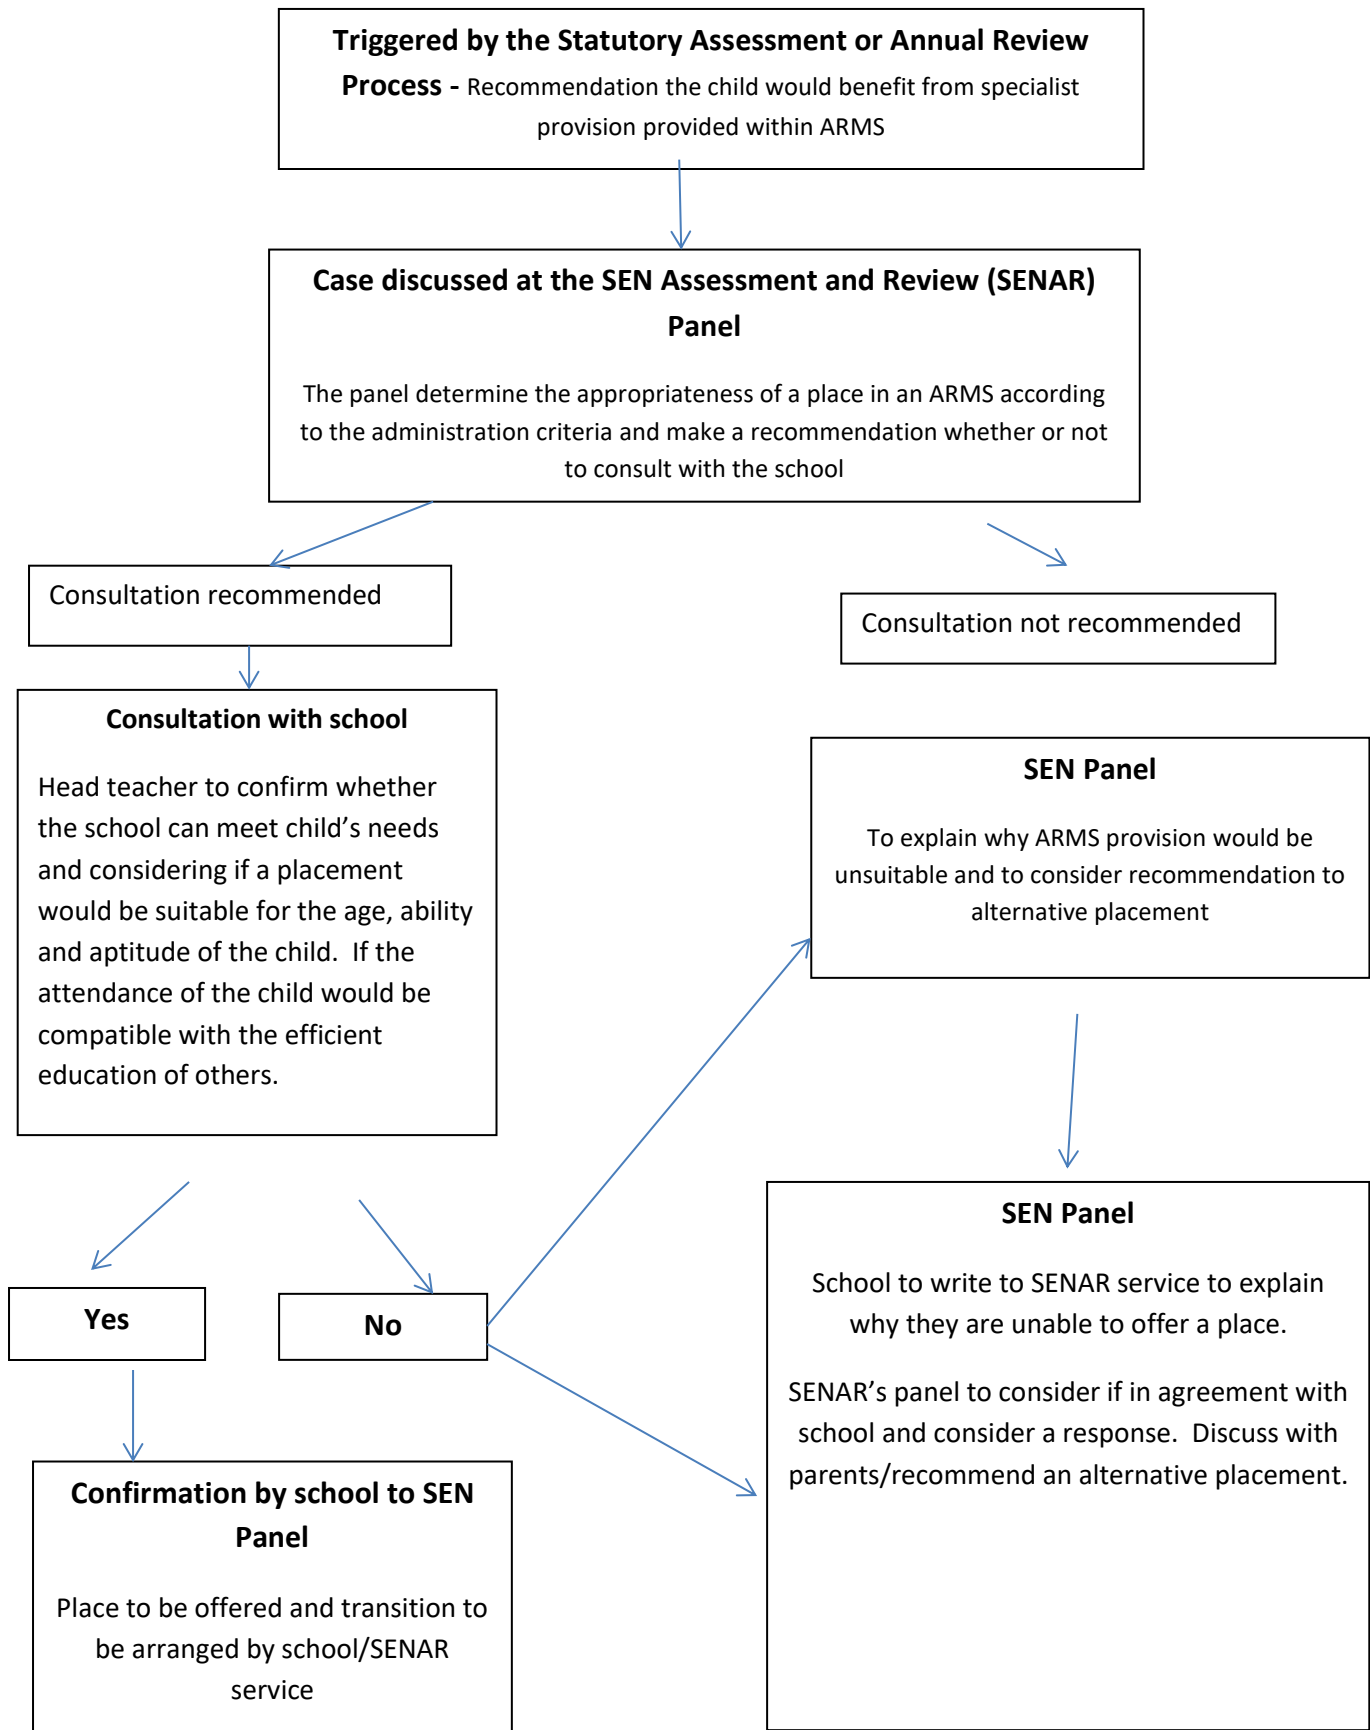 Triggered by the Statutory Assessment or Annual Review
Process - Recommendation the child would benefit from specialist
provision provided within ARMS
Case discussed at the SEN Assessment and Review (SENAR)
Panel
The panel determine the appropriateness of a place in an ARMS according
to the administration criteria and make a recommendation whether or not
to consult with the school
Consultation recommended
Consultation not recommended
Consultation with school
Head teacher to confirm whether
the school can meet child’s needs
and considering if a placement
would be suitable for the age, ability
and aptitude of the child.  If the
attendance of the child would be
compatible with the efficient
education of others.
SEN Panel
To explain why ARMS provision would be
unsuitable and to consider recommendation to
alternative placement
Yes
No
SEN Panel
School to write to SENAR service to explain
why they are unable to offer a place.
SENAR’s panel to consider if in agreement with
school and consider a response.  Discuss with
parents/recommend an alternative placement.
Confirmation by school to SEN
Panel
Place to be offered and transition to
be arranged by school/SENAR
service